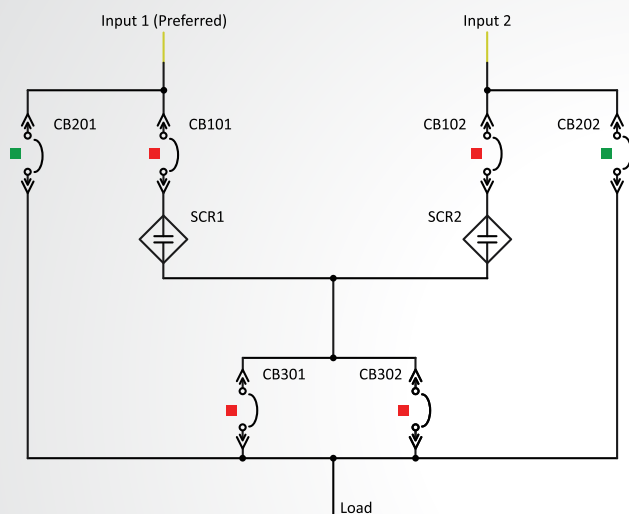 Input 1 (Preferred)
Input 2
CB201
CB101
CB102
CB202
SCR1
SCR2
CB301
CB302
Load